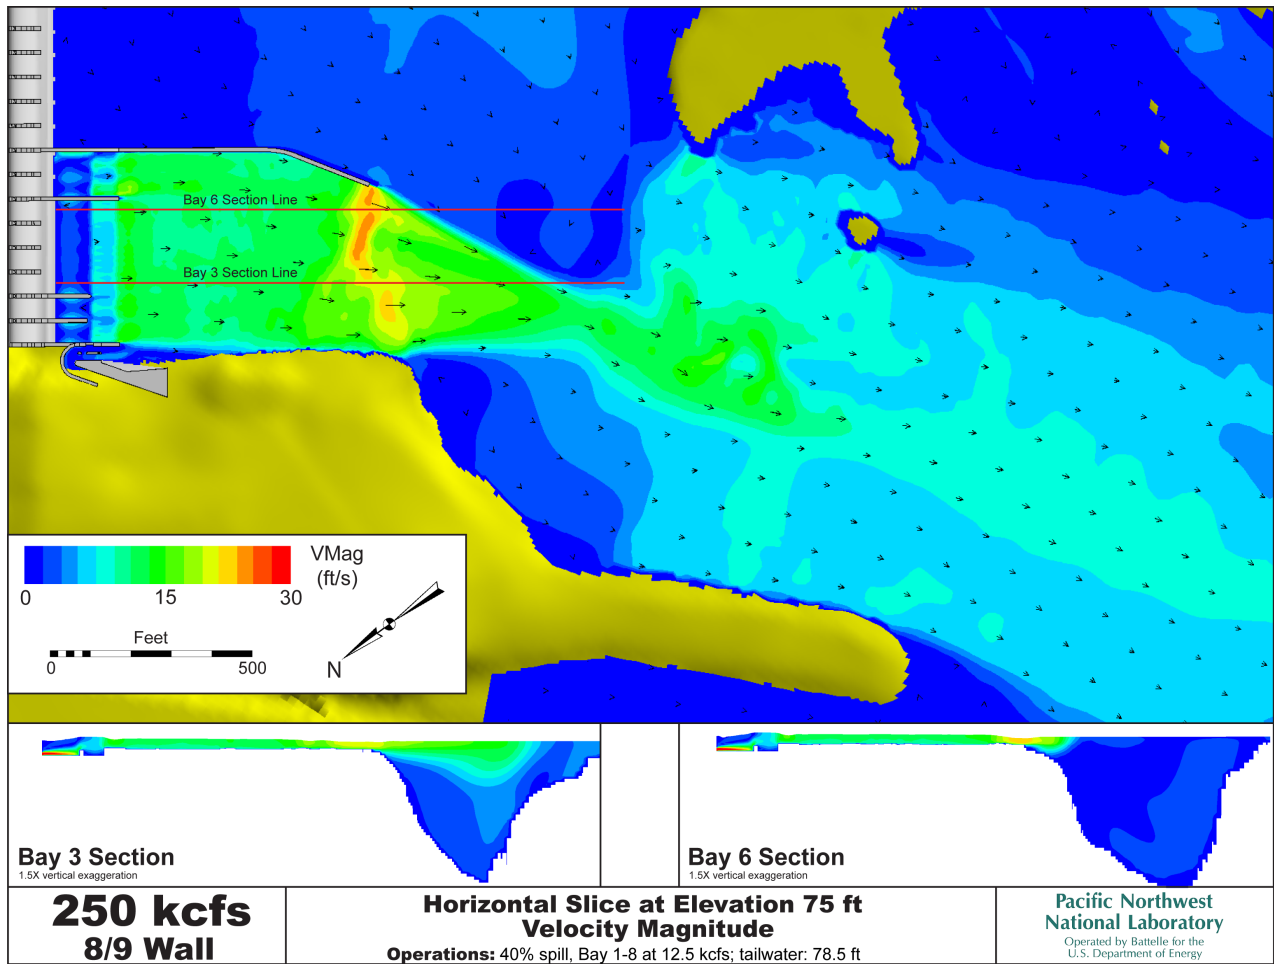 Bay 6 Section Line
Bay 3 Section Line
VMag
(ft/s)
0 15 30
Feet
0 500
N
Bay 3 Section
1.5X vertical exaggeration
Bay 6 Section
1.5X vertical exaggeration
250 kcfs
8/9 Wall
Horizontal Slice at Elevation 75 ft
Velocity Magnitude
Operations: 40% spill, Bay 1-8 at 12.5 kcfs; tailwater: 78.5 ft
Pacific Northwest
National Laboratory
Operated by Battelle for the
U.S. Department of Energy